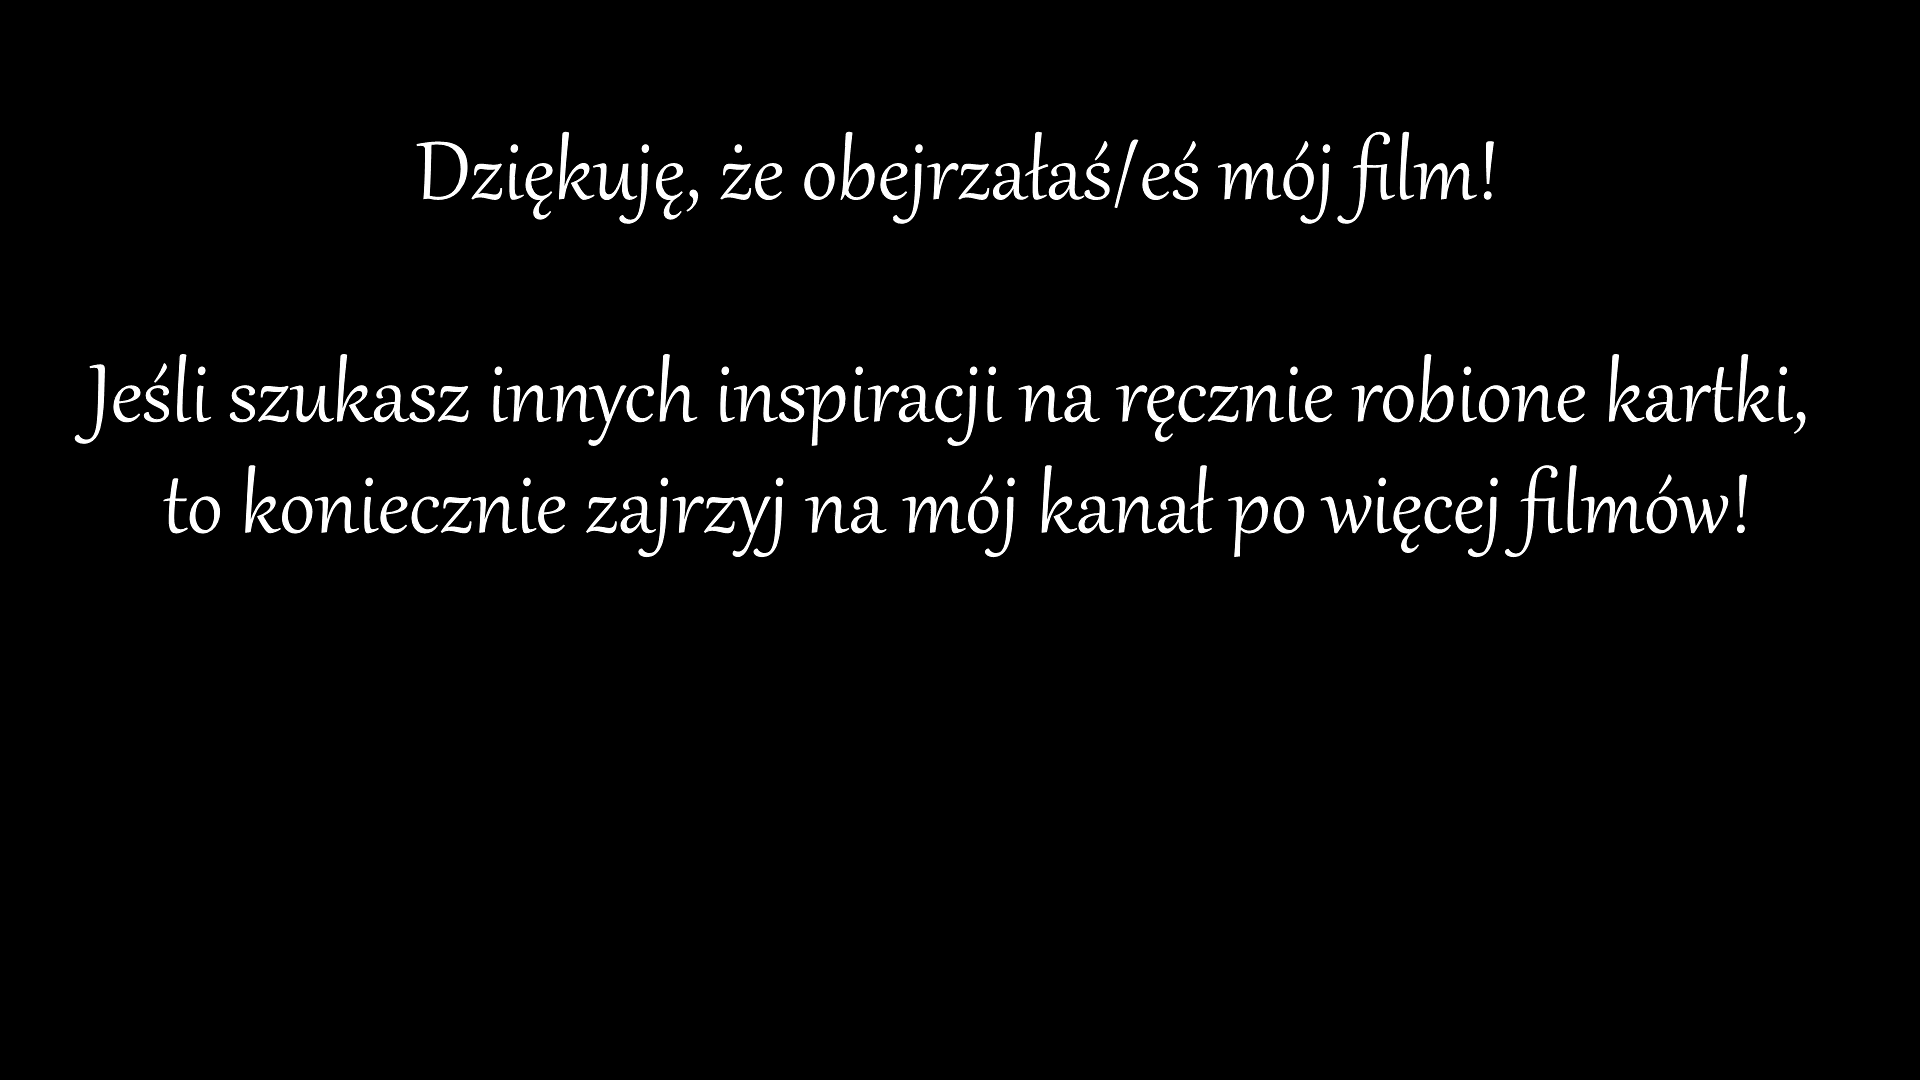 Dziękuję, że obejrzałaś/eś mój film!
Jeśli szukasz innych inspiracji na ręcznie robione kartki,
to koniecznie zajrzyj na mój kanał po więcej filmów!